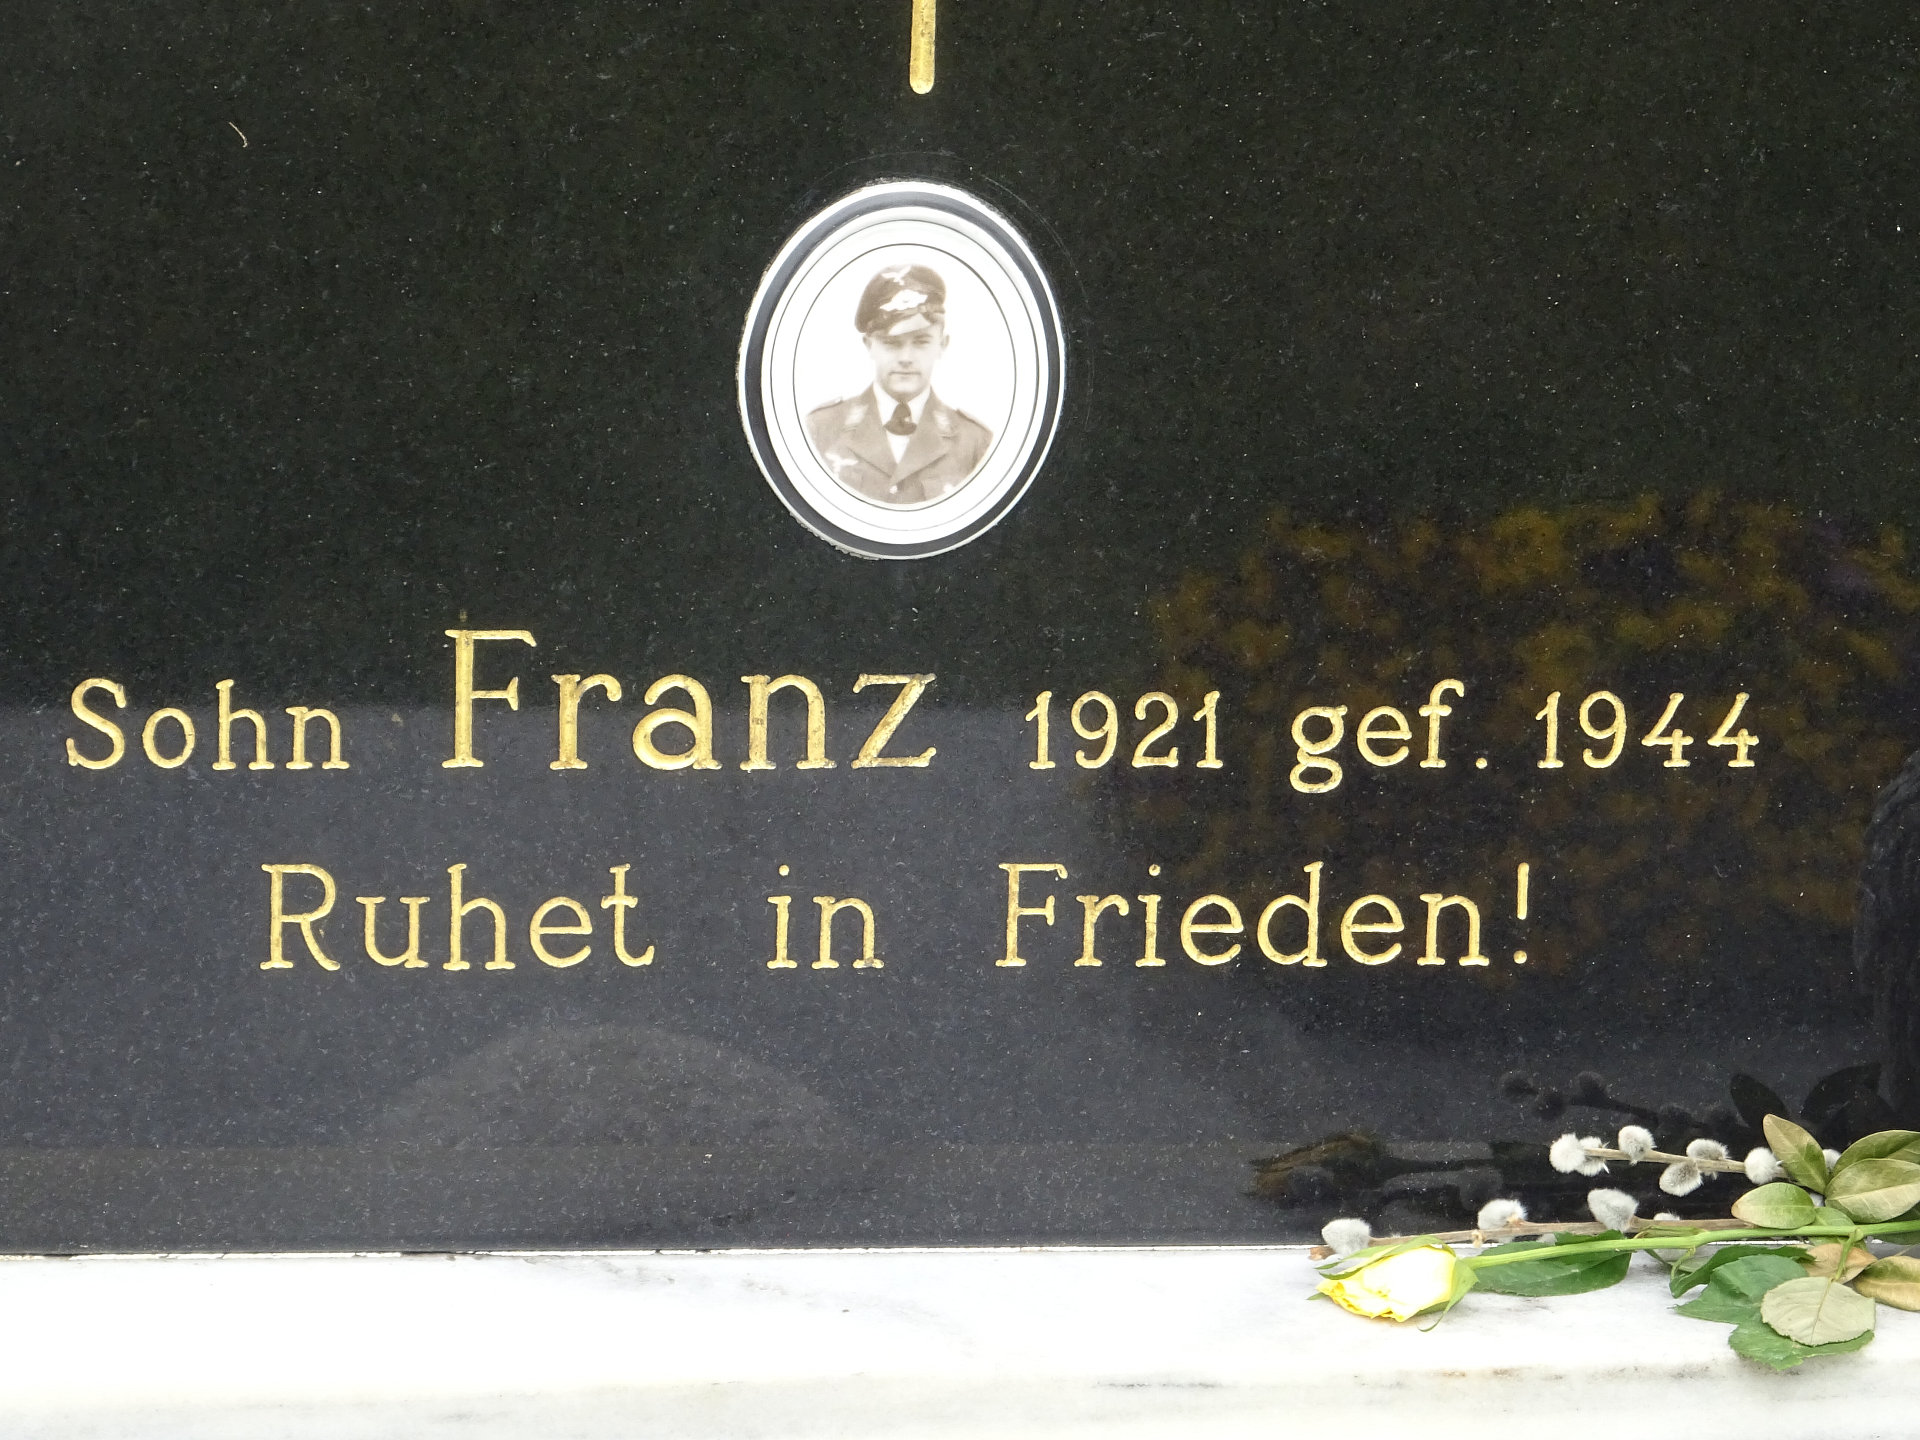 Sohn Franz 1921 gef. 1944
Ruhet in Frieden!